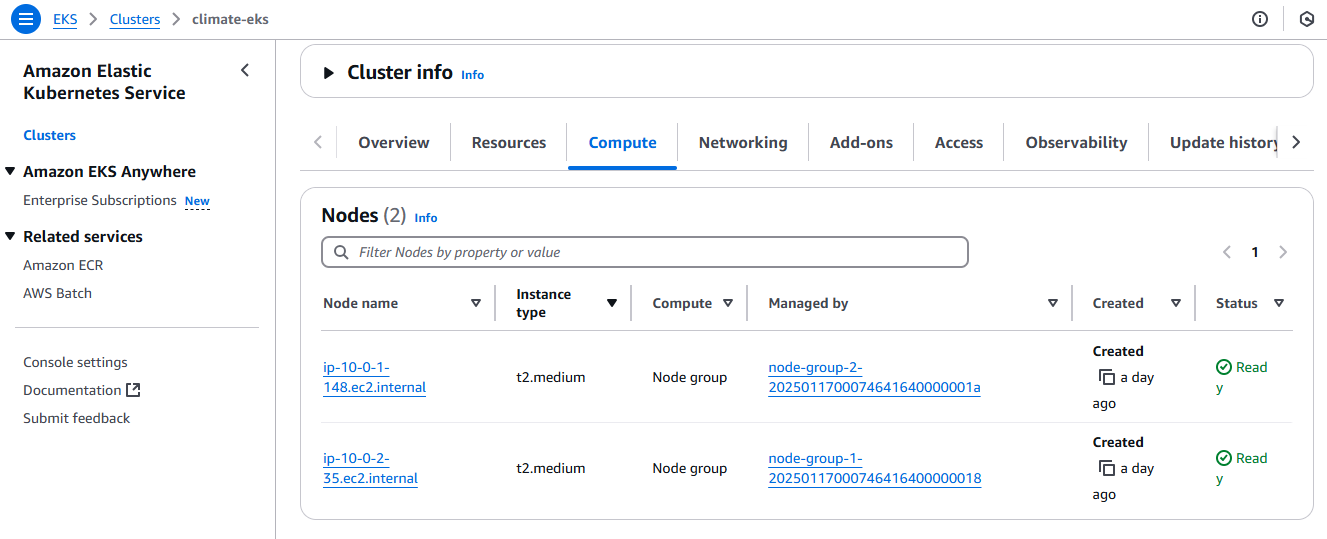 EKS > Clusters > climate-eks
Amazon Elastic
Kubernetes Service
Clusters
Amazon EKS Anywhere
Enterprise Subscriptions New
Related services
Amazon ECR
AWS Batch
Console settings
Documentation
Submit feedback
Cluster info Info
Overview Resources Compute Networking Add-ons Access Observability Update history
Nodes (2) Info
Filter Nodes by property or value
1
Node name Instance type Compute Managed by Created Status
ip-10-0-1-
148.ec2.internal
t2.medium
Node group
node-group-2-
2025011700074641640000001a
Created
a day
ago
Read
y
ip-10-0-2-
35.ec2.internal
t2.medium
Node group
node-group-1-
20250117000746416400000018
Created
a day
ago
Read
y